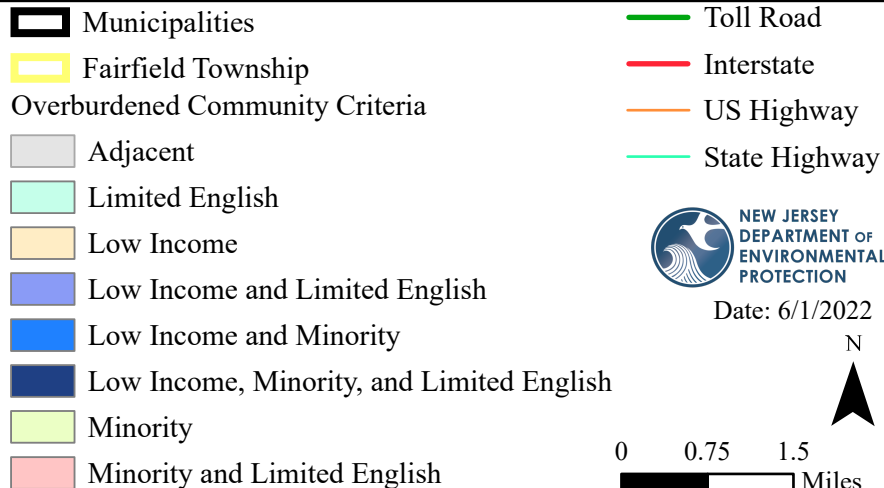 Municipalities
Fairfield Township
Overburdened Community Criteria
Adjacent
Limited English
Low Income
Low Income and Limited English
Low Income and Minority
Low Income, Minority, and Limited English
Minority
Minority and Limited English
Toll Road
Interstate
US Highway
State Highway
NEW JERSEY
DEPARTMENT OF
ENVIRONMENTAL
PROTECTION
Date: 6/1/2022
N
0 0.75 1.5
Miles